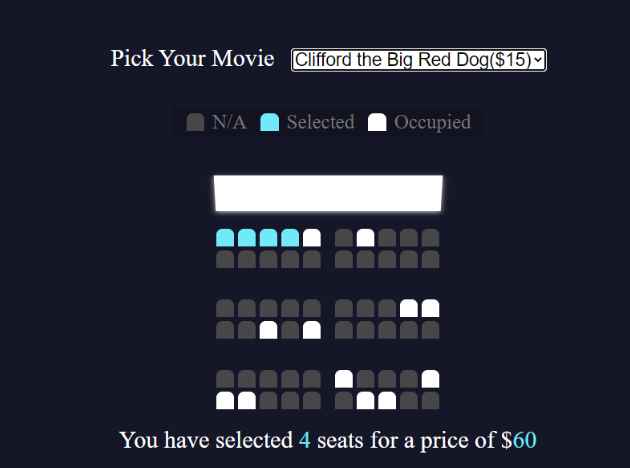 Pick Your Movie Clifford the Big Red Dog($15)
N/A Selected Occupied
You have selected 4 seats for a price of $60